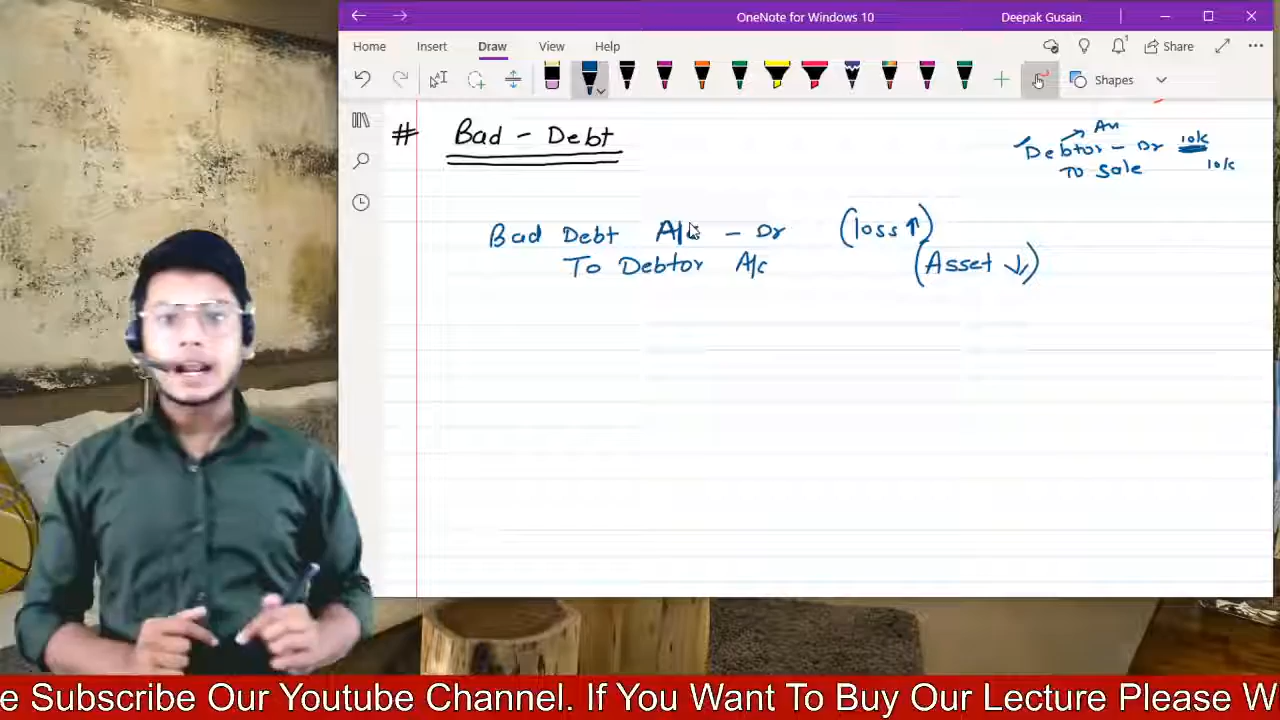 OneNote for Windows 10
Deepak Gusain
Home Insert Draw View Help
Share
Shapes
# Bad - Debt
An
Debtor - Dr 10k
To Sale 10k
Bad Debt A/c - Dr (loss ↑)
To Debtor A/c (Asset ↓)
e Subscribe Our Youtube Channel. If You Want To Buy Our Lecture Please W